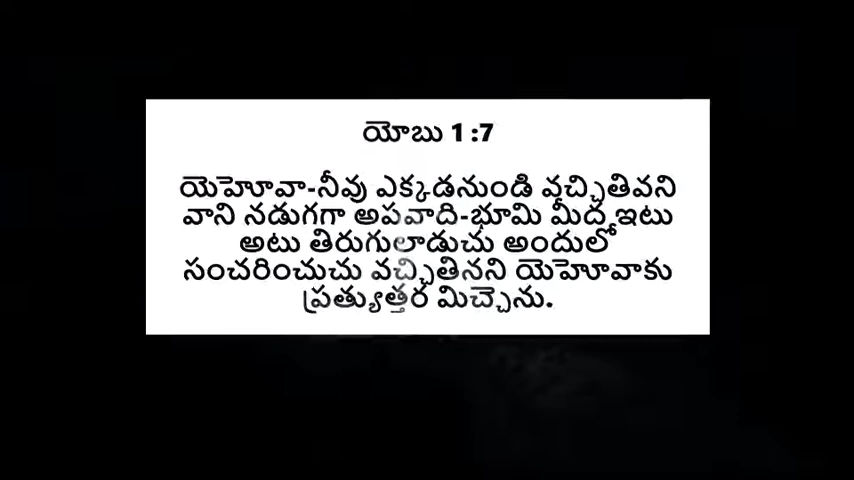 యోబు 1 :7
యెహోవా-నీవు ఎక్కడనుండి వచ్చితివని
వాని నడుగగా అపవాది-భూమి మీద ఇటు
అటు తిరుగులాడుచు అందులో
సంచరించుచు వచ్చితినని యెహోవాకు
ప్రత్యుత్తర మిచ్చెను.